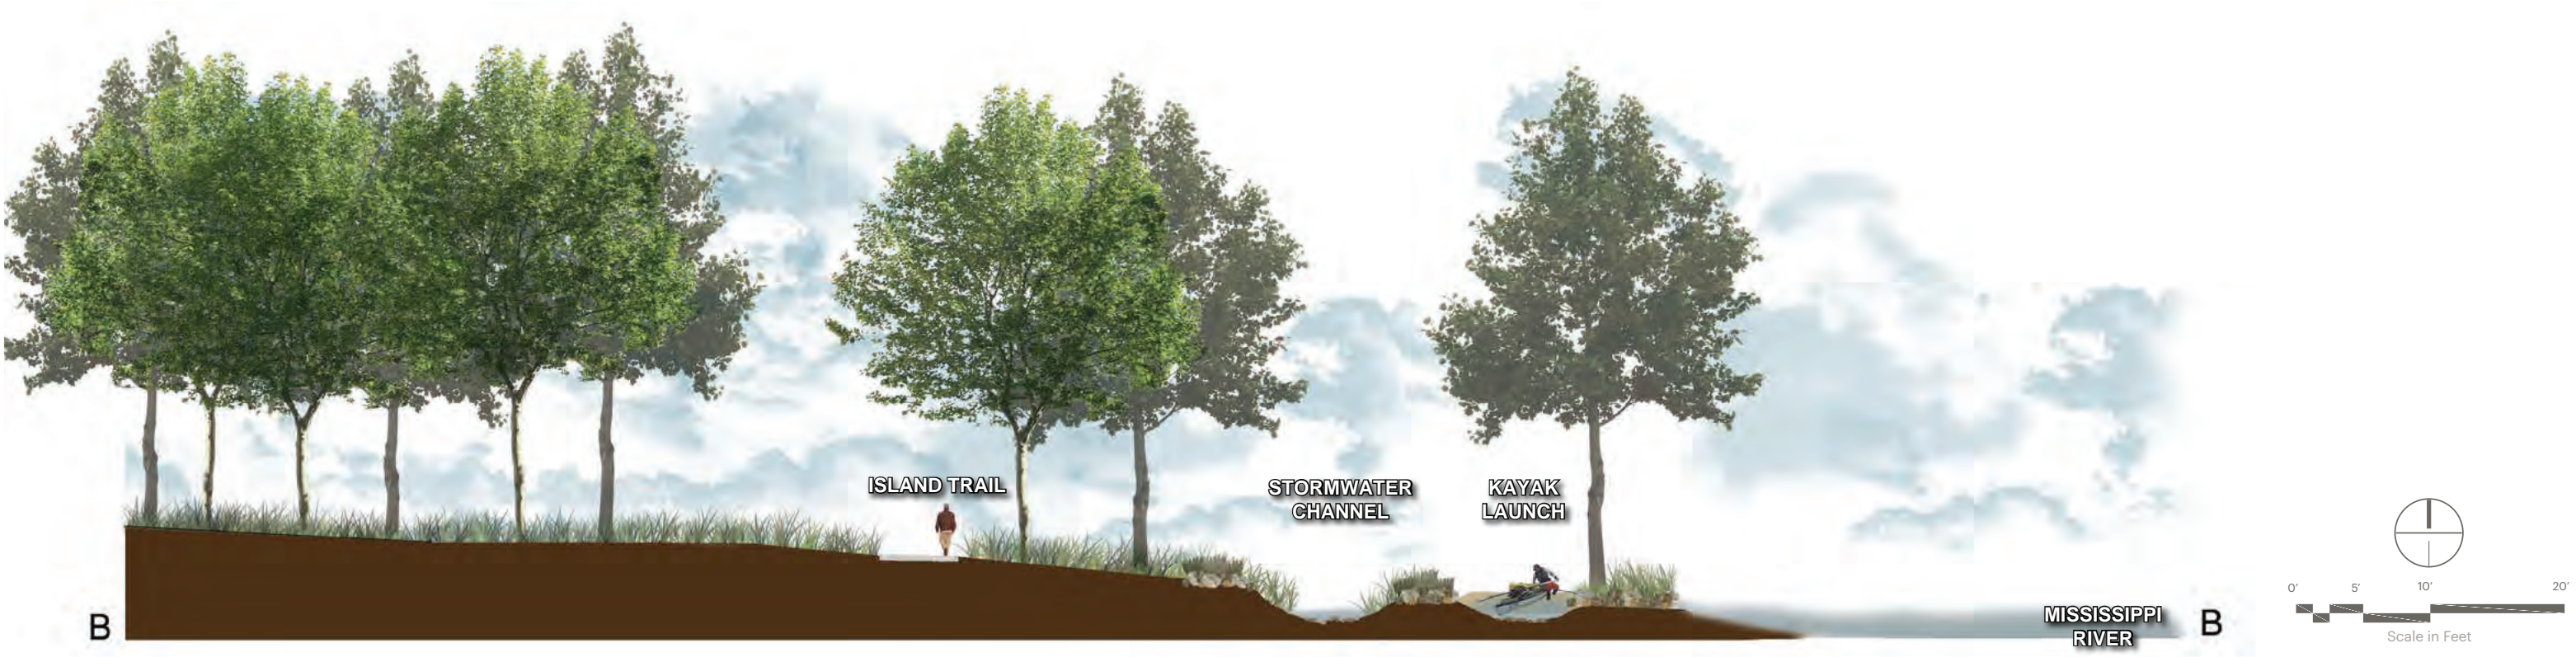 ISLAND TRAIL
STORMWATER
CHANNEL
KAYAK
LAUNCH
B
MISSISSIPPI
RIVER
B
0' 5' 10' 20'
Scale in Feet